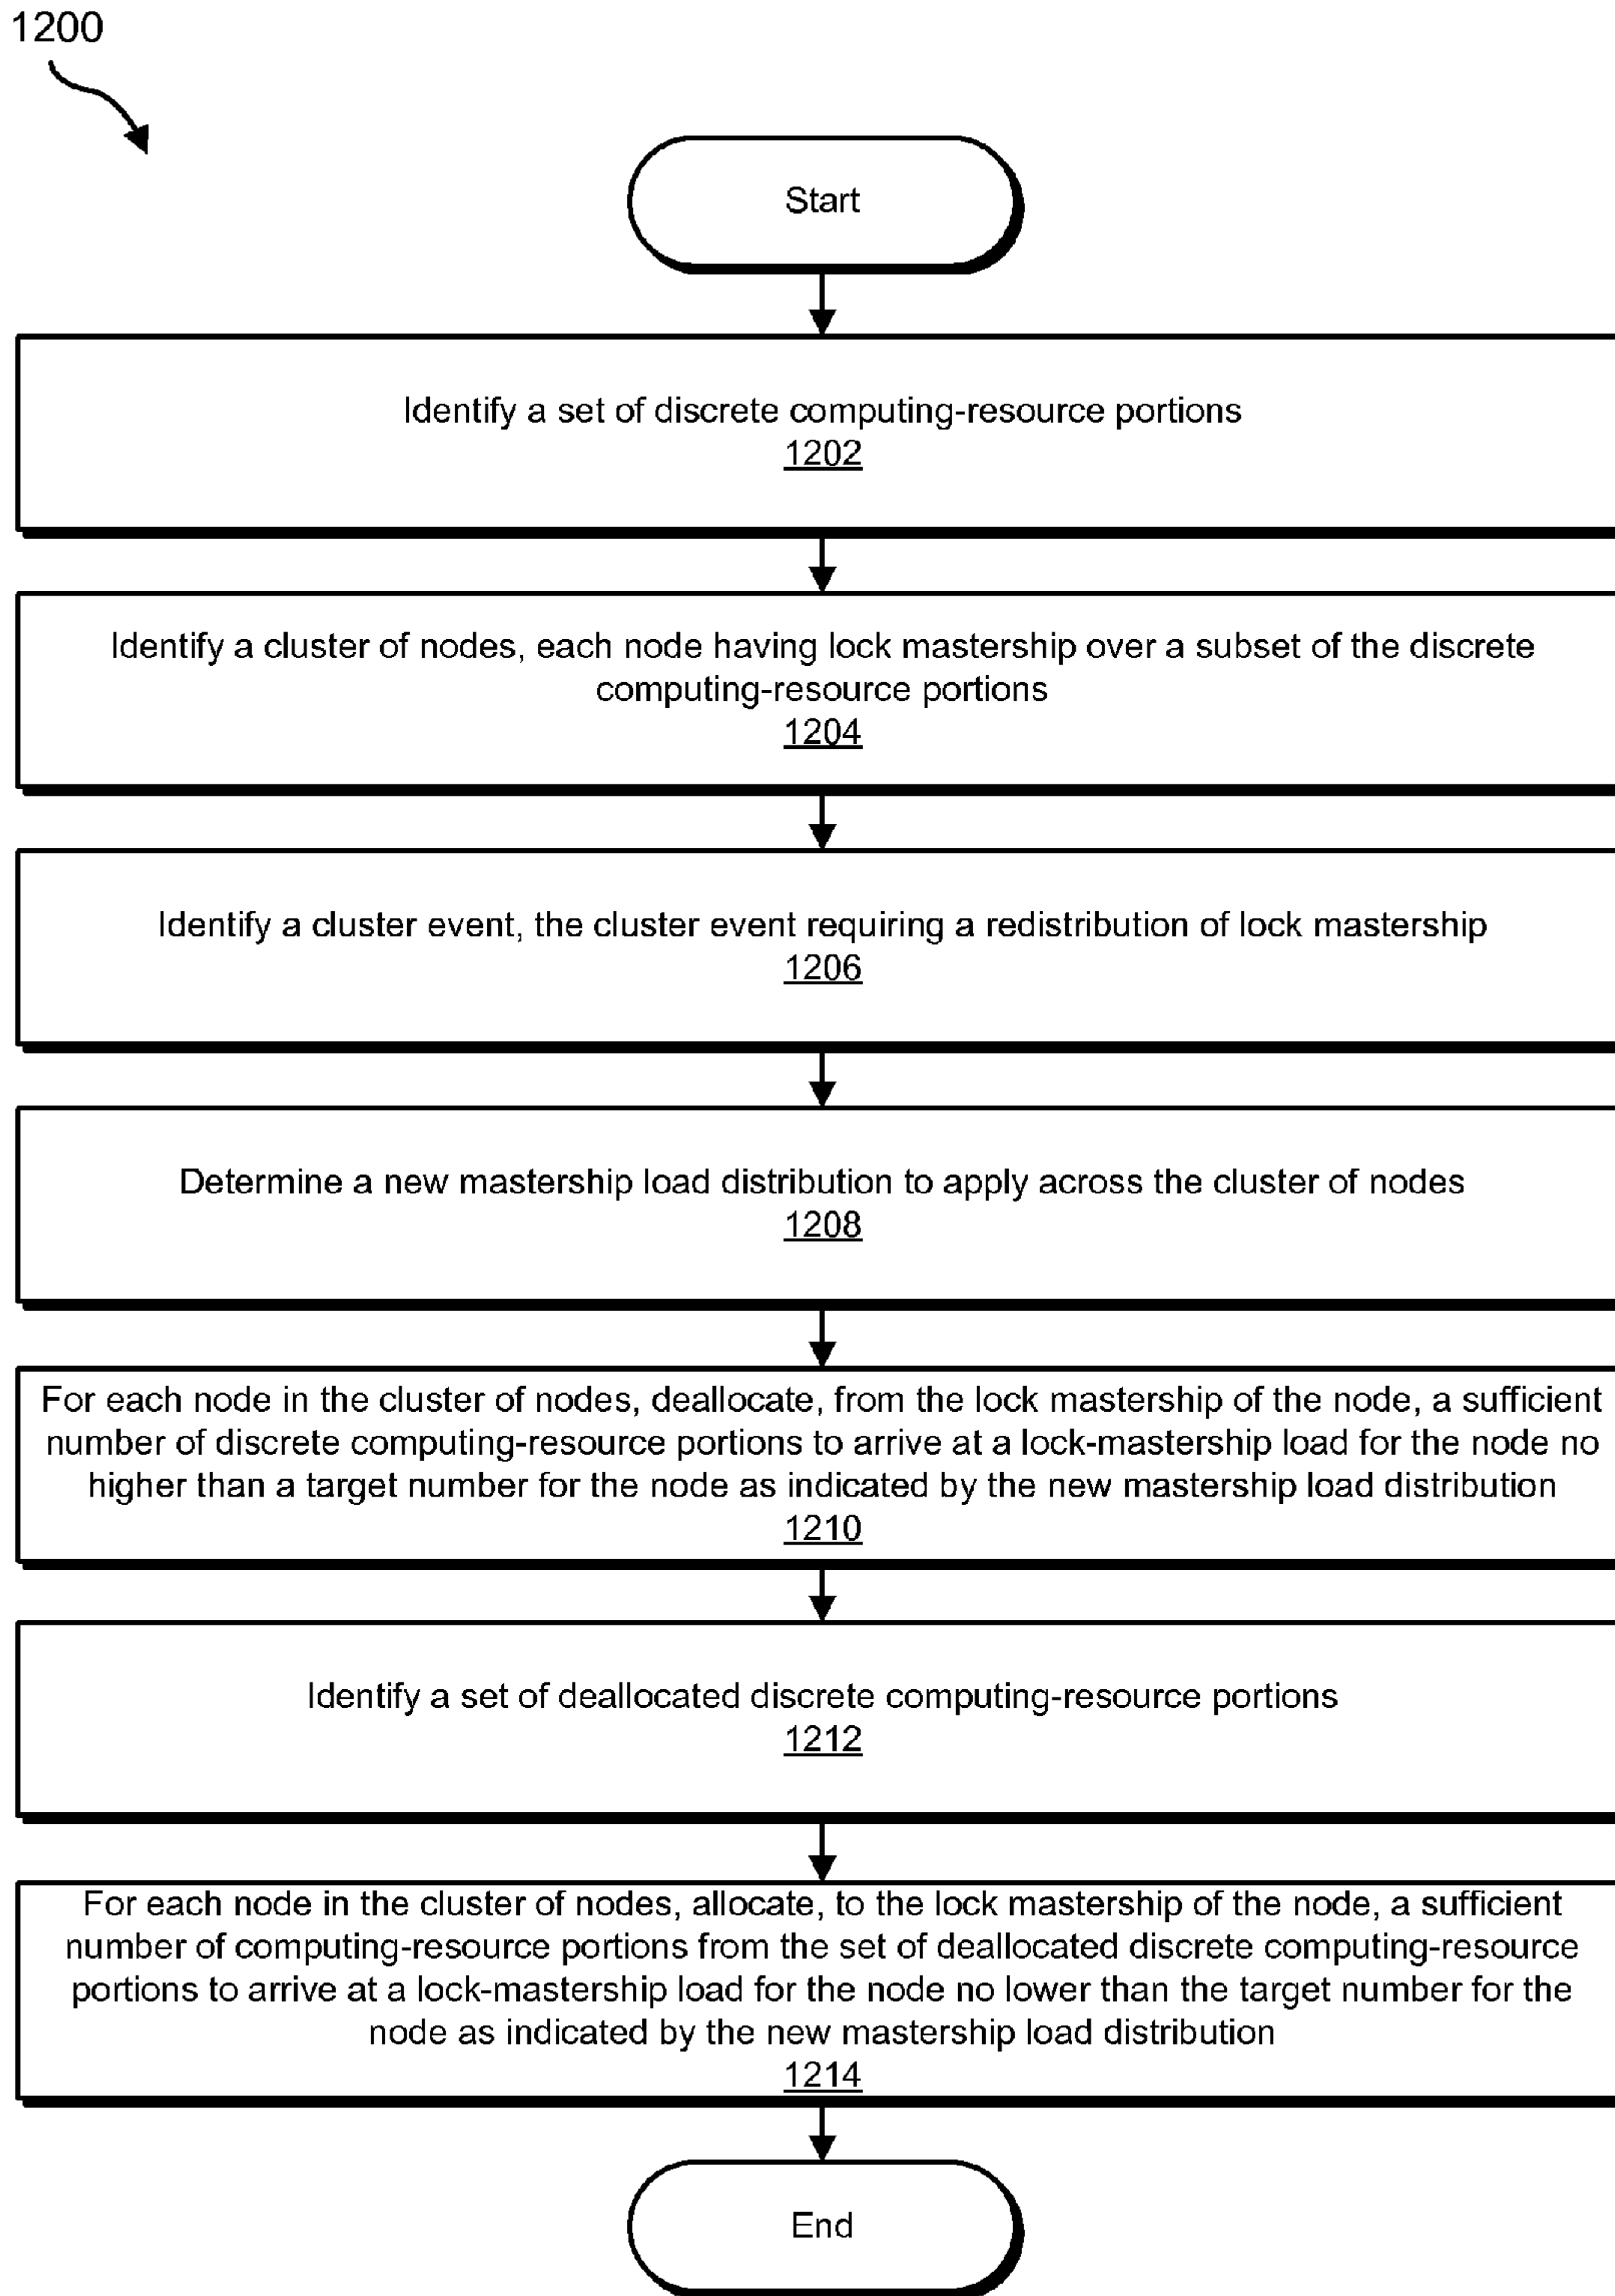 1200
Start
Identify a set of discrete computing-resource portions
1202
Identify a cluster of nodes, each node having lock mastership over a subset of the discrete
computing-resource portions
1204
Identify a cluster event, the cluster event requiring a redistribution of lock mastership
1206
Determine a new mastership load distribution to apply across the cluster of nodes
1208
For each node in the cluster of nodes, deallocate, from the lock mastership of the node, a sufficient
number of discrete computing-resource portions to arrive at a lock-mastership load for the node no
higher than a target number for the node as indicated by the new mastership load distribution
1210
Identify a set of deallocated discrete computing-resource portions
1212
For each node in the cluster of nodes, allocate, to the lock mastership of the node, a sufficient
number of computing-resource portions from the set of deallocated discrete computing-resource
portions to arrive at a lock-mastership load for the node no lower than the target number for the
node as indicated by the new mastership load distribution
1214
End